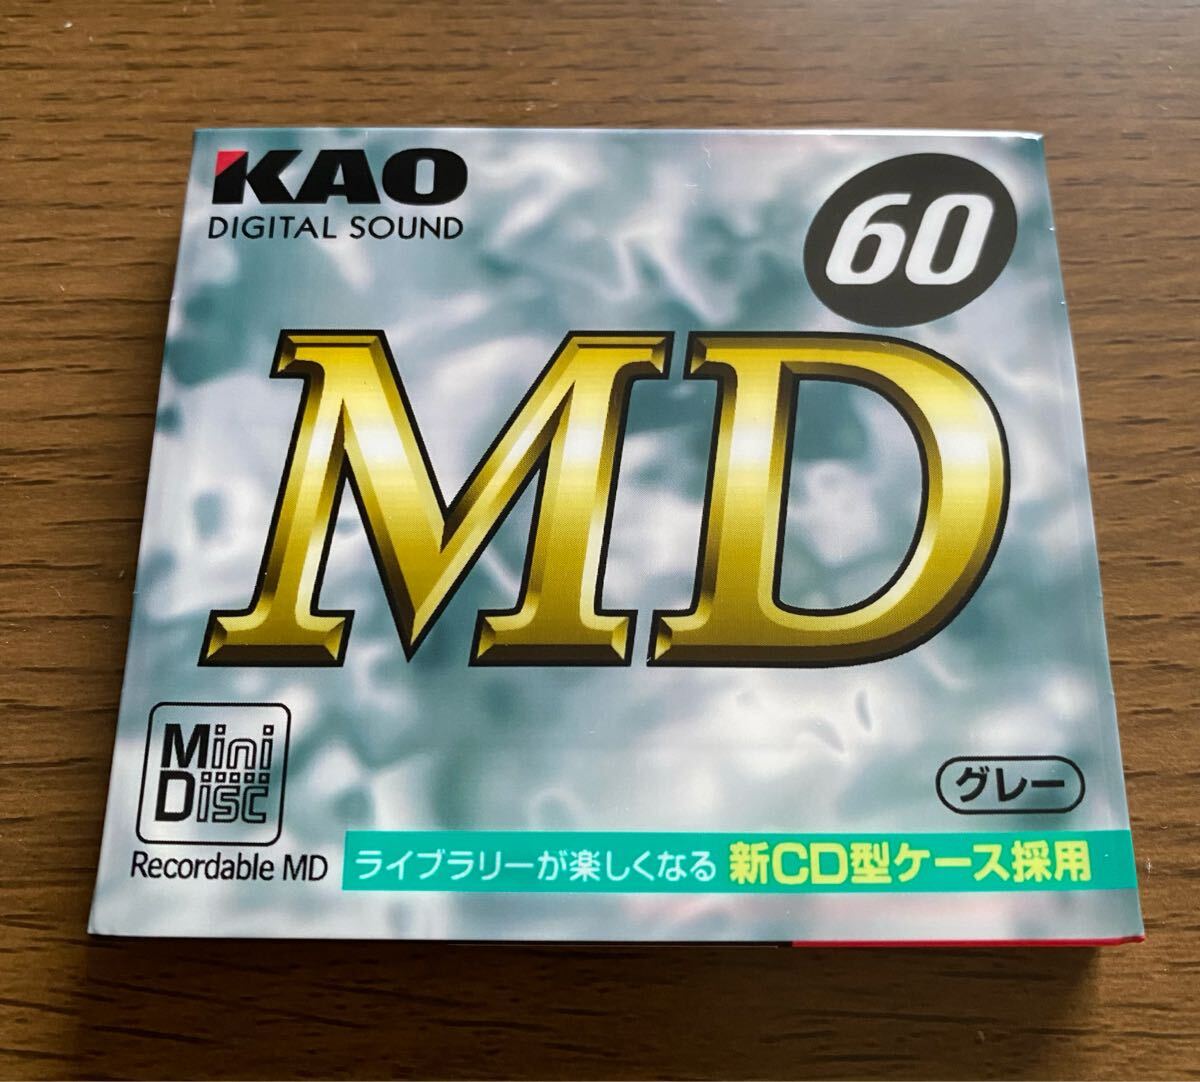 KAO
DIGITAL SOUND
60
MD
Mini
Disc
Recordable MD
グレー
ライブラリーが楽しくなる 新CD型ケース採用